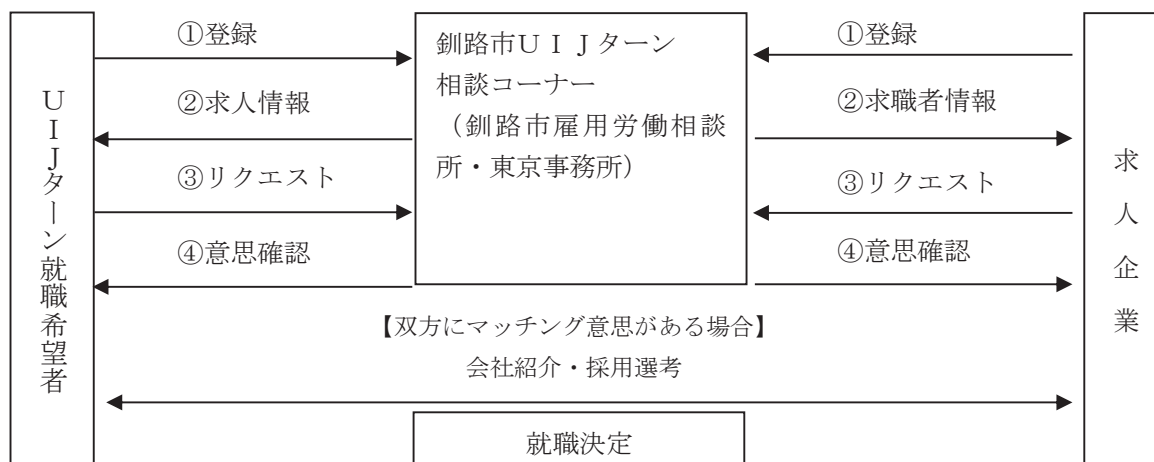 UIJターン就職希望者
①登録
②求人情報
③リクエスト
④意思確認
釧路市UIJターン
相談コーナー
（釧路市雇用労働相談
所・東京事務所）
①登録
②求職者情報
③リクエスト
④意思確認
求人企業
【双方にマッチング意思がある場合】
会社紹介・採用選考
就職決定